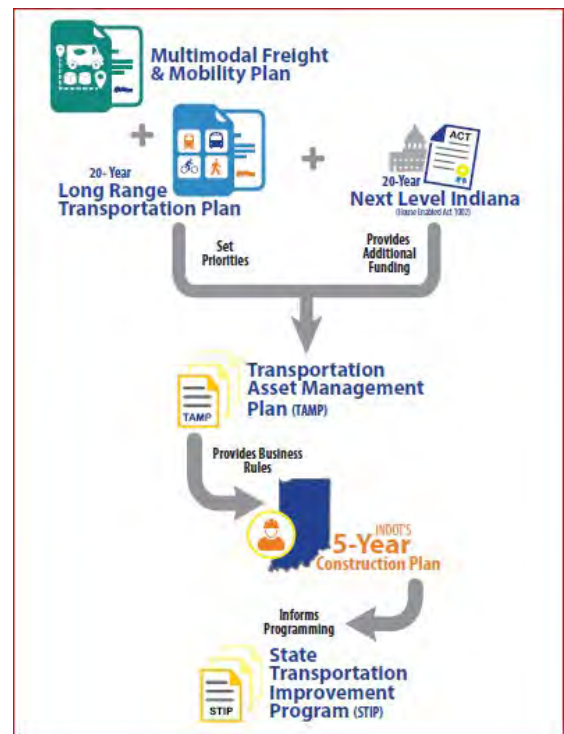 Multimodal Freight
& Mobility Plan
+
20- Year
Long Range
Transportation Plan
+
ACT
20-Year
Next Level Indiana
(House Enabled Act 1002)
Set
Priorities
Provides
Additional
Funding
Transportation
Asset Management
Plan (TAMP)
TAMP
Provides Business
Rules
INDOT'S
5-Year
Construction Plan
Informs
Programming
State
Transportation
Improvement
Program (STIP)
STIP